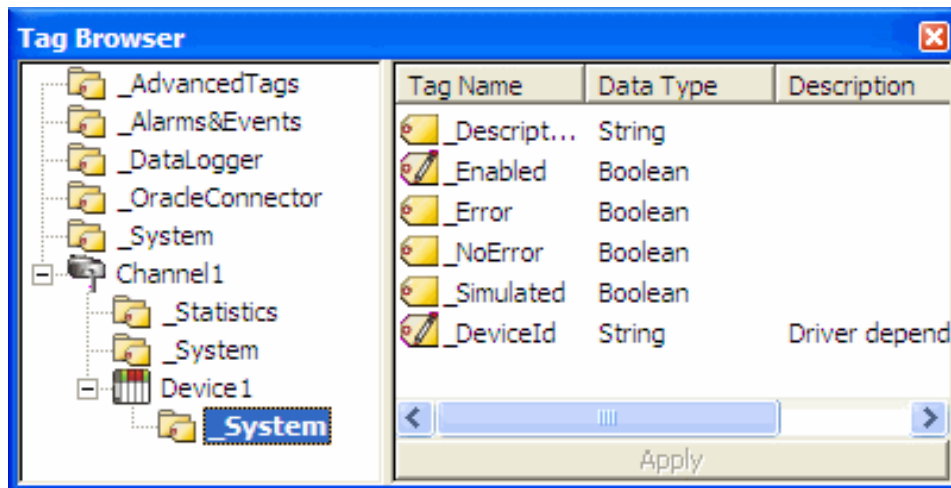 Tag Browser
_AdvancedTags
_Alarms&Events
_DataLogger
_OracleConnector
_System
Channel1
_Statistics
_System
Device1
_System
Tag Name Data Type Description
_Descript... String
_Enabled Boolean
_Error Boolean
_NoError Boolean
_Simulated Boolean
_DeviceId String Driver depend
Apply